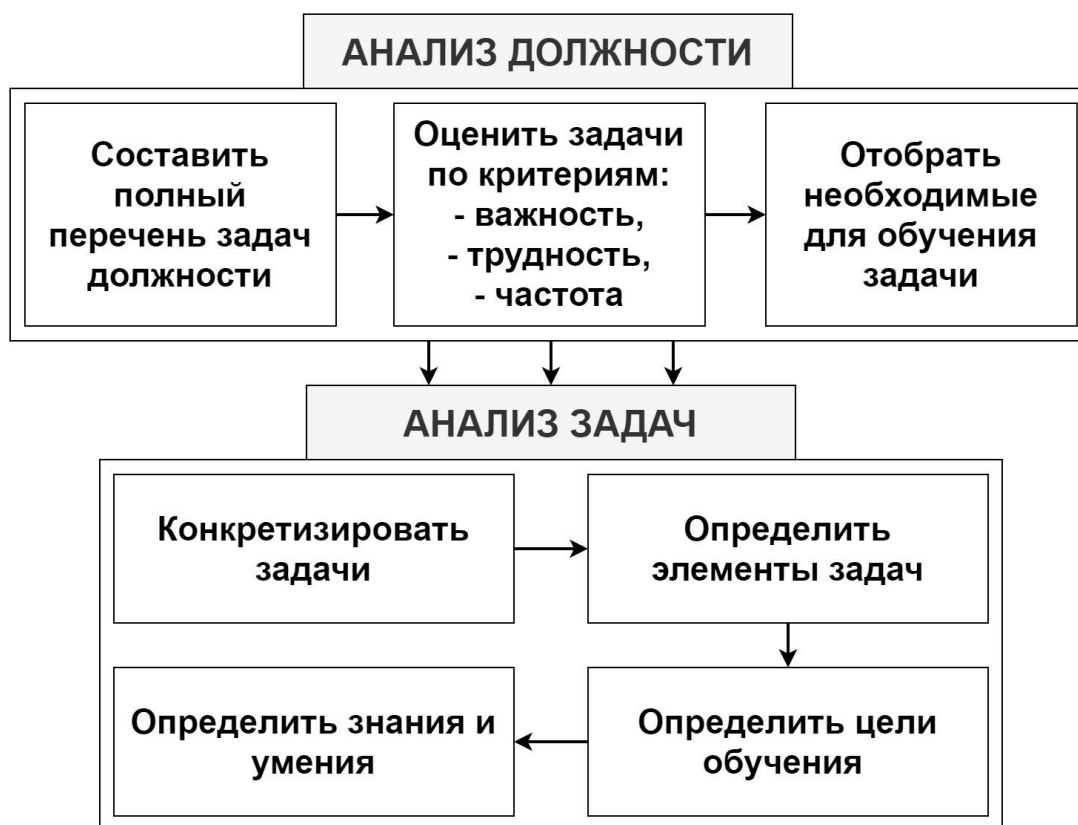 АНАЛИЗ ДОЛЖНОСТИ
Составить
полный
перечень задач
должности
Оценить задачи
по критериям:
- важность,
- трудность,
- частота
Отобрать
необходимые
для обучения
задачи
АНАЛИЗ ЗАДАЧ
Конкретизировать
задачи
Определить
элементы задач
Определить знания и
умения
Определить цели
обучения